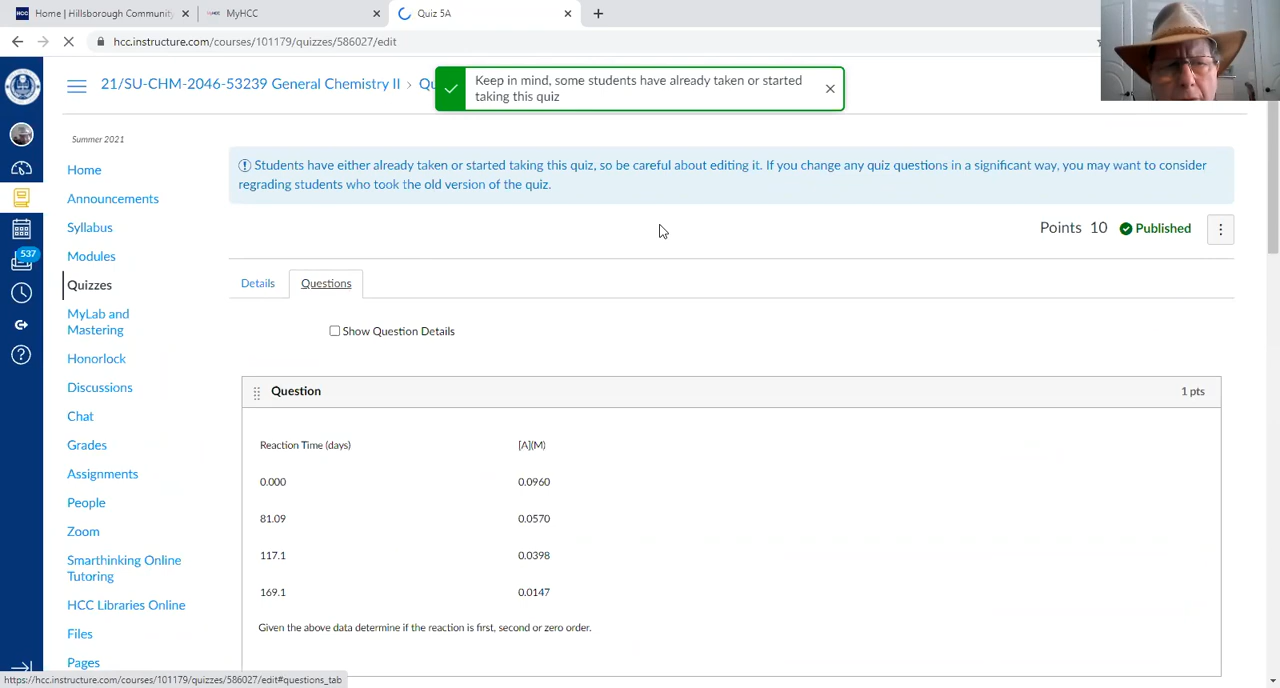 Home | Hillsborough Community
MyHCC
Quiz 5A
hcc.instructure.com/courses/101179/quizzes/586027/edit
21/SU-CHM-2046-53239 General Chemistry II › Qu
Keep in mind, some students have already taken or started
taking this quiz
Summer 2021
Home
Announcements
Syllabus
Modules
Quizzes
MyLab and
Mastering
Honorlock
Discussions
Chat
Grades
Assignments
People
Zoom
Smarthinking Online
Tutoring
HCC Libraries Online
Files
Pages
537
Students have either already taken or started taking this quiz, so be careful about editing it. If you change any quiz questions in a significant way, you may want to consider
regrading students who took the old version of the quiz.
Points 10 Published
Details Questions
Show Question Details
Question 1 pts
Reaction Time (days) [A](M)
0.000 0.0960
81.09 0.0570
117.1 0.0398
169.1 0.0147
Given the above data determine if the reaction is first, second or zero order.
https://hcc.instructure.com/courses/101179/quizzes/586027/edit#questions_tab